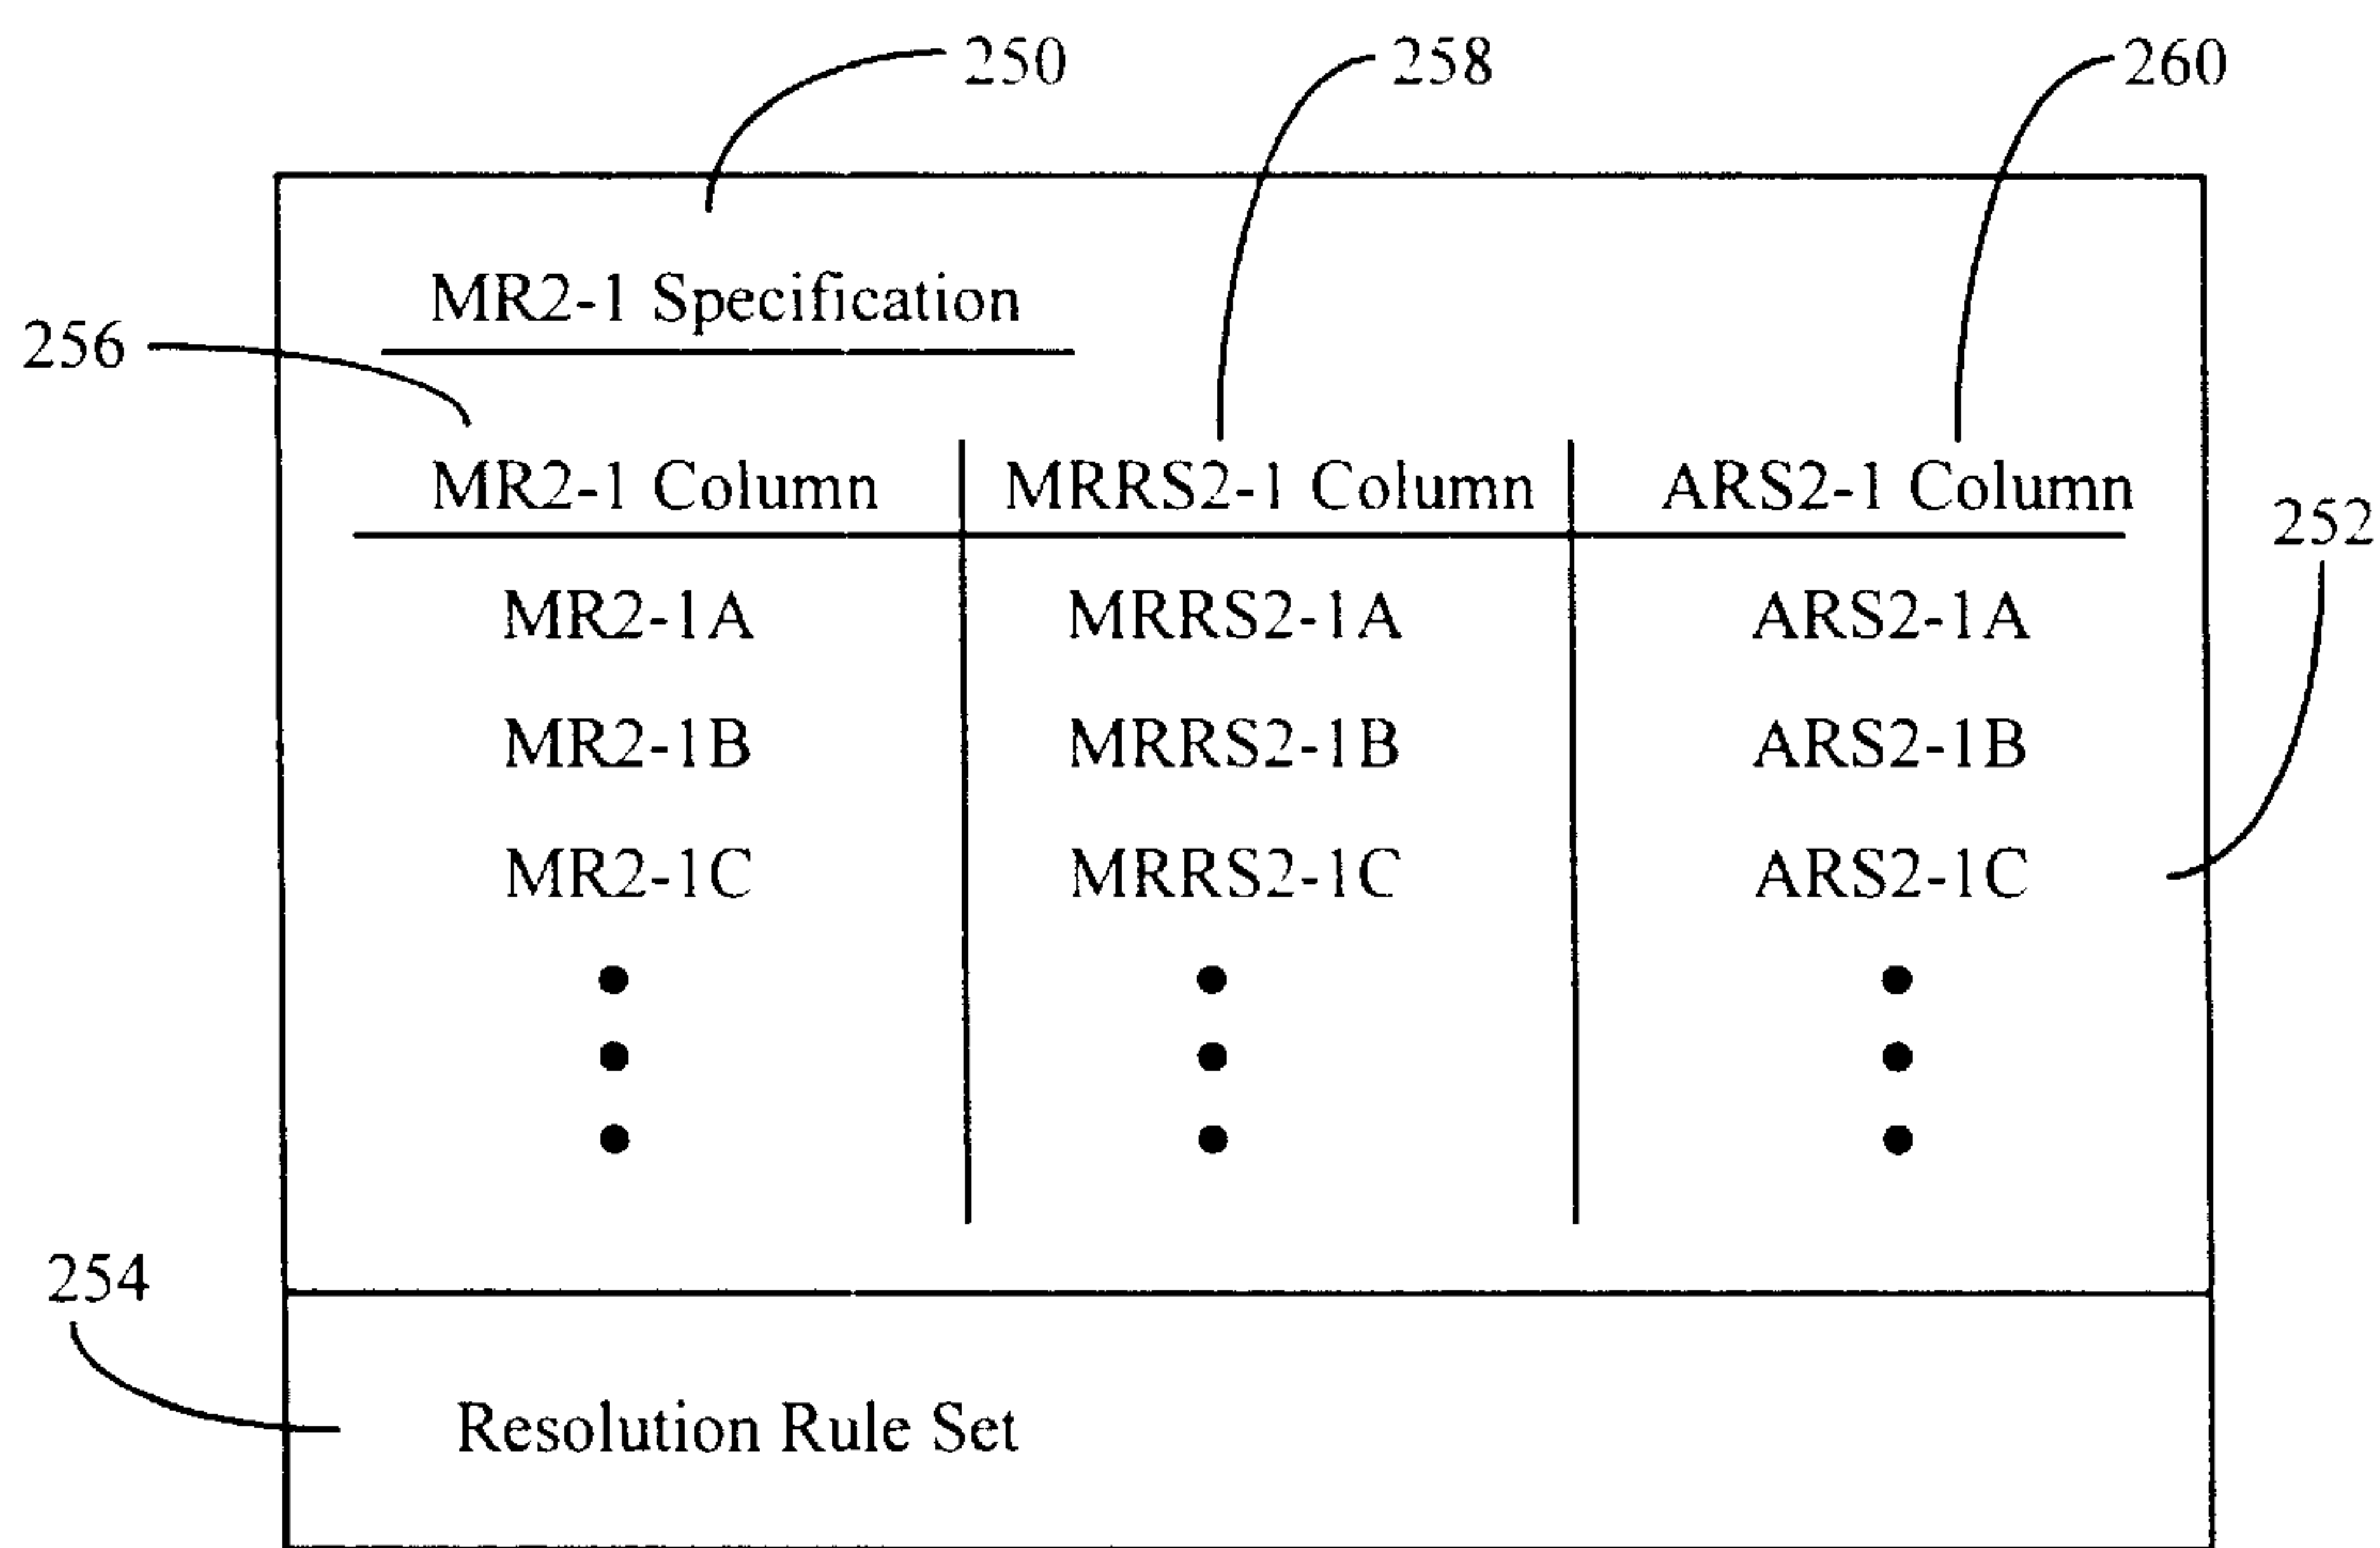 250 258 260
MR2-1 Specification
256
MR2-1 Column MRRS2-1 Column ARS2-1 Column
252
MR2-1A MRRS2-1A ARS2-1A
MR2-1B MRRS2-1B ARS2-1B
MR2-1C MRRS2-1C ARS2-1C
254
Resolution Rule Set